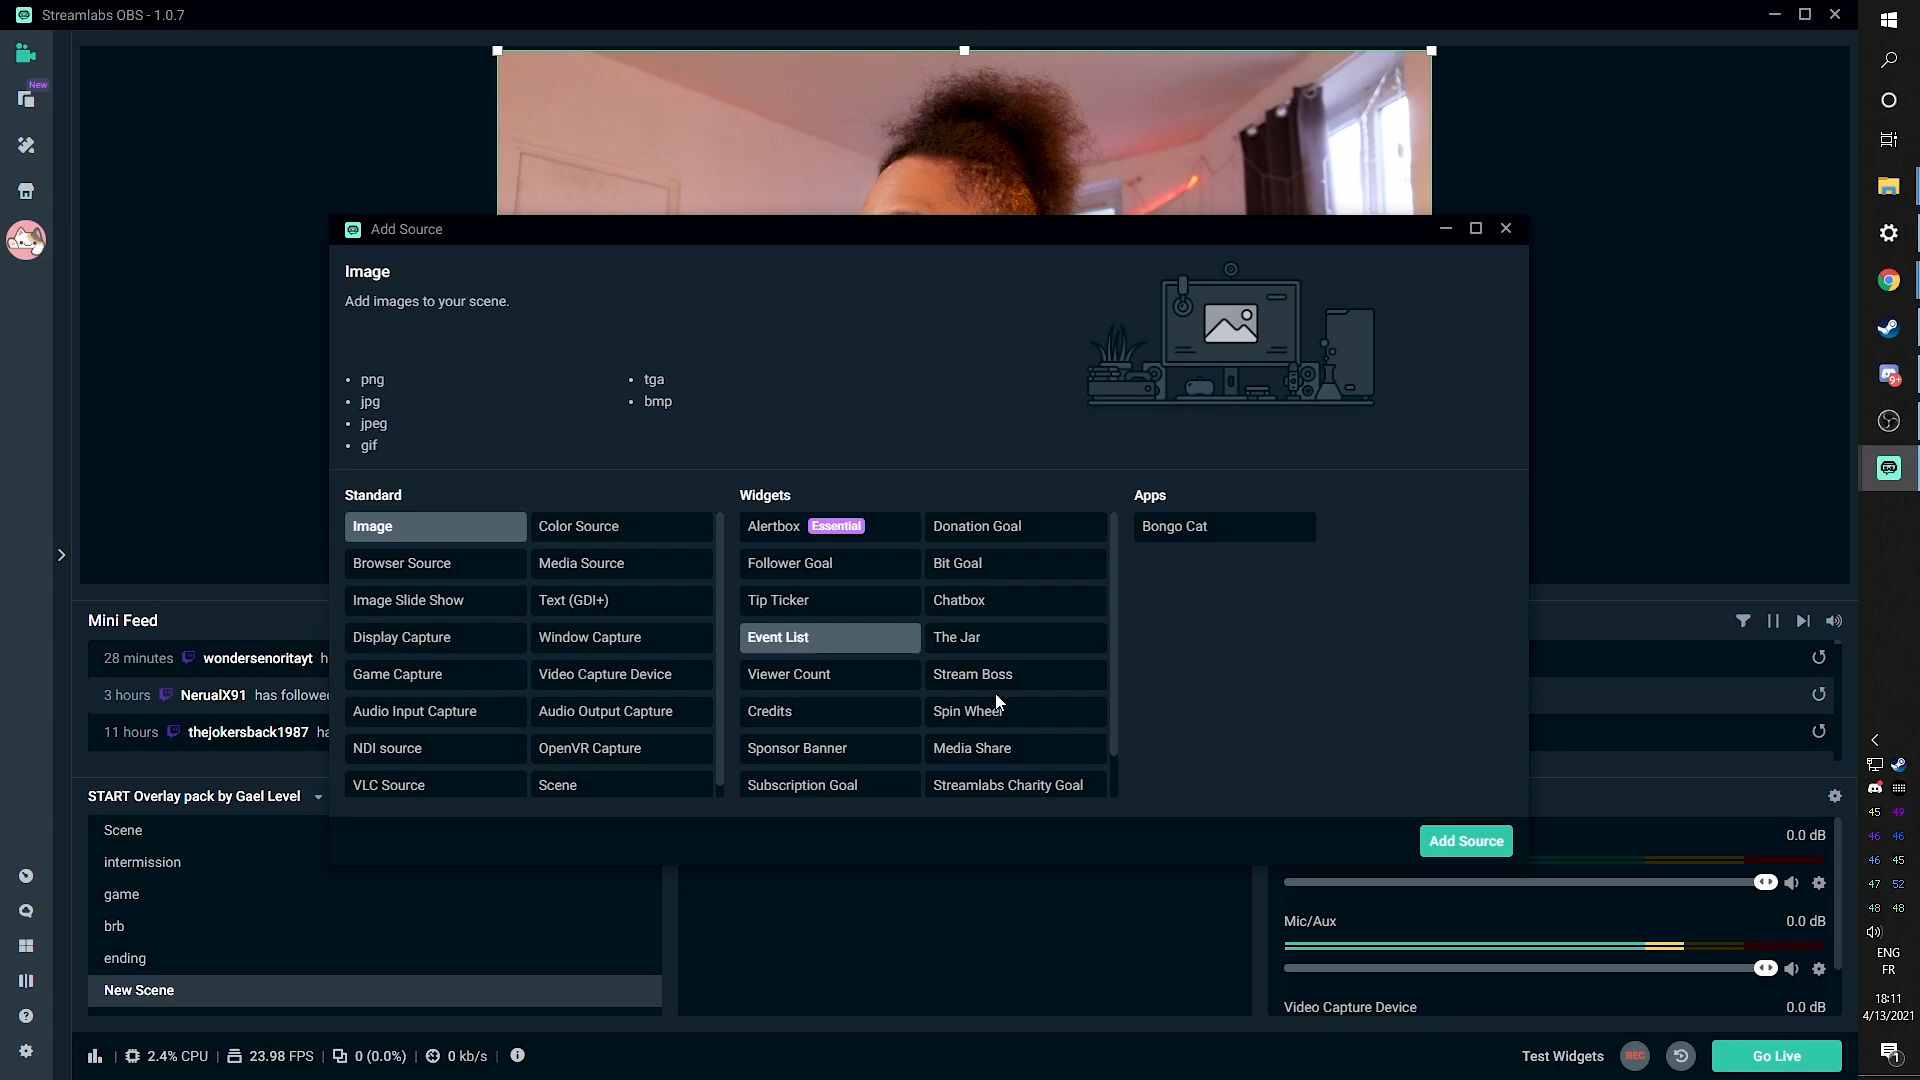 Streamlabs OBS - 1.0.7
New
Add Source
Image
Add images to your scene.
png
jpg
jpeg
gif
tga
bmp
Standard
Image
Color Source
Browser Source
Media Source
Image Slide Show
Text (GDI+)
Display Capture
Window Capture
Game Capture
Video Capture Device
Audio Input Capture
Audio Output Capture
NDI source
OpenVR Capture
VLC Source
Scene
Widgets
Alertbox Essential
Donation Goal
Follower Goal
Bit Goal
Tip Ticker
Chatbox
Event List
The Jar
Viewer Count
Stream Boss
Credits
Spin Wheel
Sponsor Banner
Media Share
Subscription Goal
Streamlabs Charity Goal
Apps
Bongo Cat
Add Source
Mini Feed
28 minutes wondersenoritayt h
3 hours NerualX91 has followe
11 hours thejokersback1987 ha
START Overlay pack by Gael Level
Scene
intermission
game
brb
ending
New Scene
0.0 dB
Mic/Aux 0.0 dB
Video Capture Device 0.0 dB
2.4% CPU 23.98 FPS 0 (0.0%) 0 kb/s
Test Widgets
REC
Go Live
9+
45 49
46 46
46 45
47 52
48 48
ENG
FR
18:11
4/13/2021
1